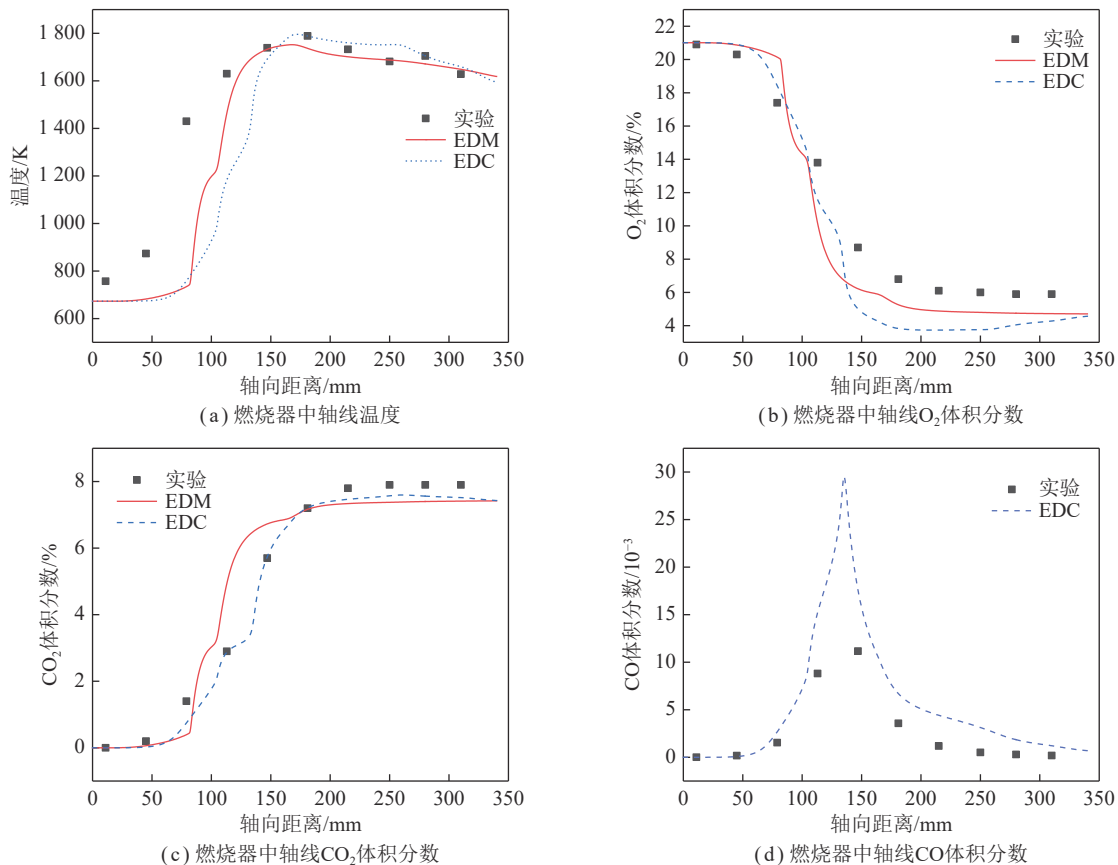 1 800
1 600
1 400
1 200
1 000
800
600
温度/K
实验
EDM
EDC
0 50 100 150 200 250 300 350
轴向距离/mm
(a) 燃烧器中轴线温度
22
20
18
16
14
12
10
8
6
4
O₂体积分数/%
实验
EDM
EDC
0 50 100 150 200 250 300 350
轴向距离/mm
(b) 燃烧器中轴线O₂体积分数
8
6
4
2
0
CO₂体积分数/%
实验
EDM
EDC
0 50 100 150 200 250 300 350
轴向距离/mm
(c) 燃烧器中轴线CO₂体积分数
30
25
20
15
10
5
0
CO体积分数/10⁻³
实验
EDC
0 50 100 150 200 250 300 350
轴向距离/mm
(d) 燃烧器中轴线CO体积分数